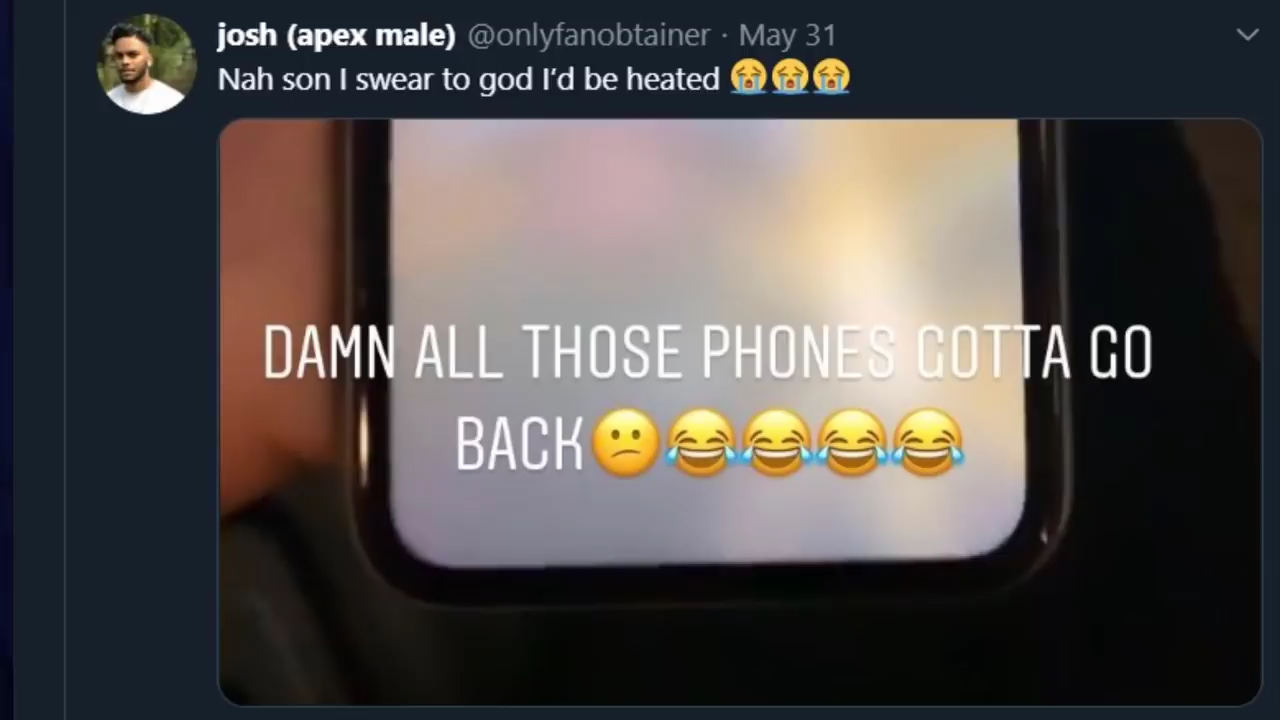 josh (apex male) @onlyfanobtainer · May 31
Nah son I swear to god I'd be heated 😭😭😭
DAMN ALL THOSE PHONES GOTTA GO
BACK😕😂😂😂😂